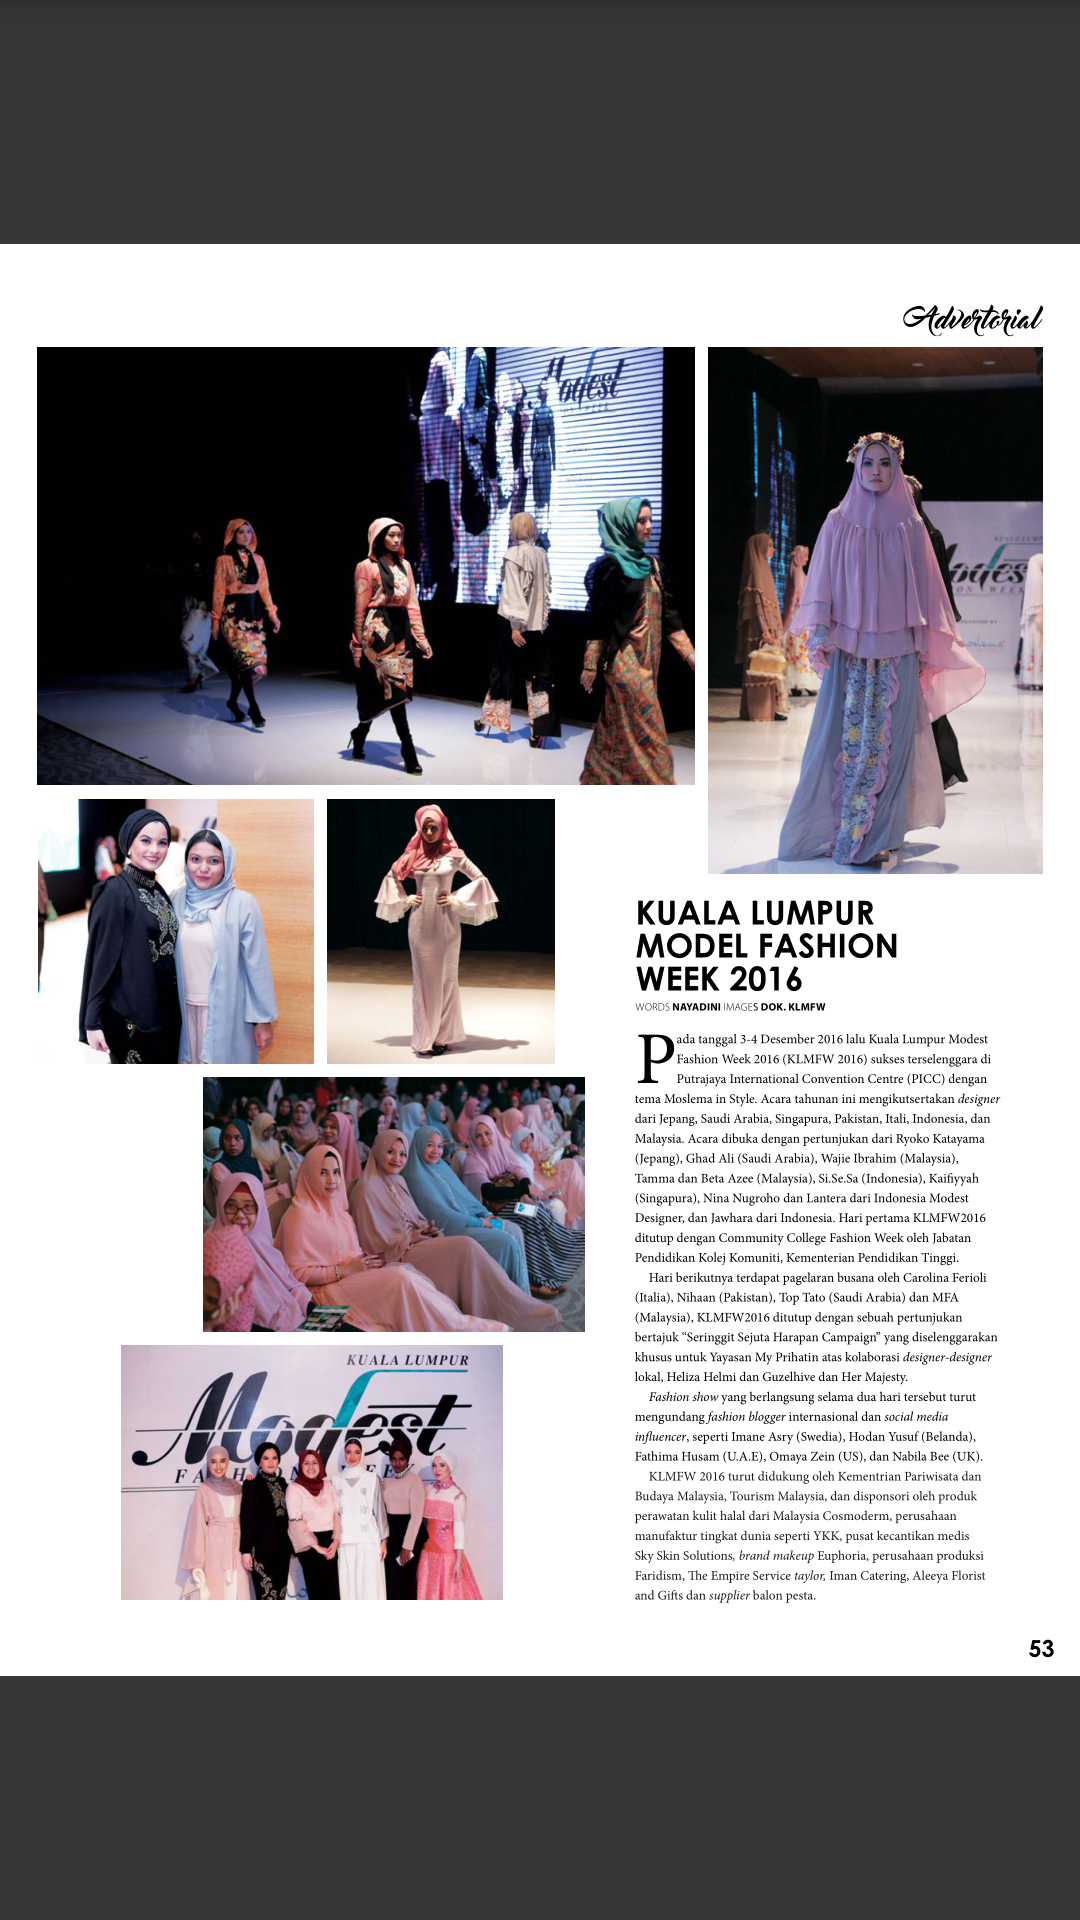 Advertorial
Modest
KUALA LUMPUR
MODEL FASHION
WEEK 2016
WORDS NAYADINI IMAGES DOK. KLMFW
Pada tanggal 3-4 Desember 2016 lalu Kuala Lumpur Modest
Fashion Week 2016 (KLMFW 2016) sukses terselenggara di
Putrajaya International Convention Centre (PICC) dengan
tema Moslema in Style. Acara tahunan ini mengikutsertakan designer
dari Jepang, Saudi Arabia, Singapura, Pakistan, Itali, Indonesia, dan
Malaysia. Acara dibuka dengan pertunjukan dari Ryoko Katayama
(Jepang), Ghad Ali (Saudi Arabia), Wajie Ibrahim (Malaysia),
Tamma dan Beta Azee (Malaysia), Si.Se.Sa (Indonesia), Kaifiyyah
(Singapura), Nina Nugroho dan Lantera dari Indonesia Modest
Designer, dan Jawhara dari Indonesia. Hari pertama KLMFW2016
ditutup dengan Community College Fashion Week oleh Jabatan
Pendidikan Kolej Komuniti, Kementerian Pendidikan Tinggi.
Hari berikutnya terdapat pagelaran busana oleh Carolina Ferioli
(Italia), Nihaan (Pakistan), Top Tato (Saudi Arabia) dan MFA
(Malaysia), KLMFW2016 ditutup dengan sebuah pertunjukan
bertajuk “Seringgit Sejuta Harapan Campaign” yang diselenggarakan
khusus untuk Yayasan My Prihatin atas kolaborasi designer-designer
lokal, Heliza Helmi dan Guzelhive dan Her Majesty.
Fashion show yang berlangsung selama dua hari tersebut turut
mengundang fashion blogger internasional dan social media
influencer, seperti Imane Asry (Swedia), Hodan Yusuf (Belanda),
Fathima Husam (U.A.E), Omaya Zein (US), dan Nabila Bee (UK).
KLMFW 2016 turut didukung oleh Kementrian Pariwisata dan
Budaya Malaysia, Tourism Malaysia, dan disponsori oleh produk
perawatan kulit halal dari Malaysia Cosmoderm, perusahaan
manufaktur tingkat dunia seperti YKK, pusat kecantikan medis
Sky Skin Solutions, brand makeup Euphoria, perusahaan produksi
Faridism, The Empire Service taylor, Iman Catering, Aleeya Florist
and Gifts dan supplier balon pesta.
KUALA LUMPUR
Modest
53